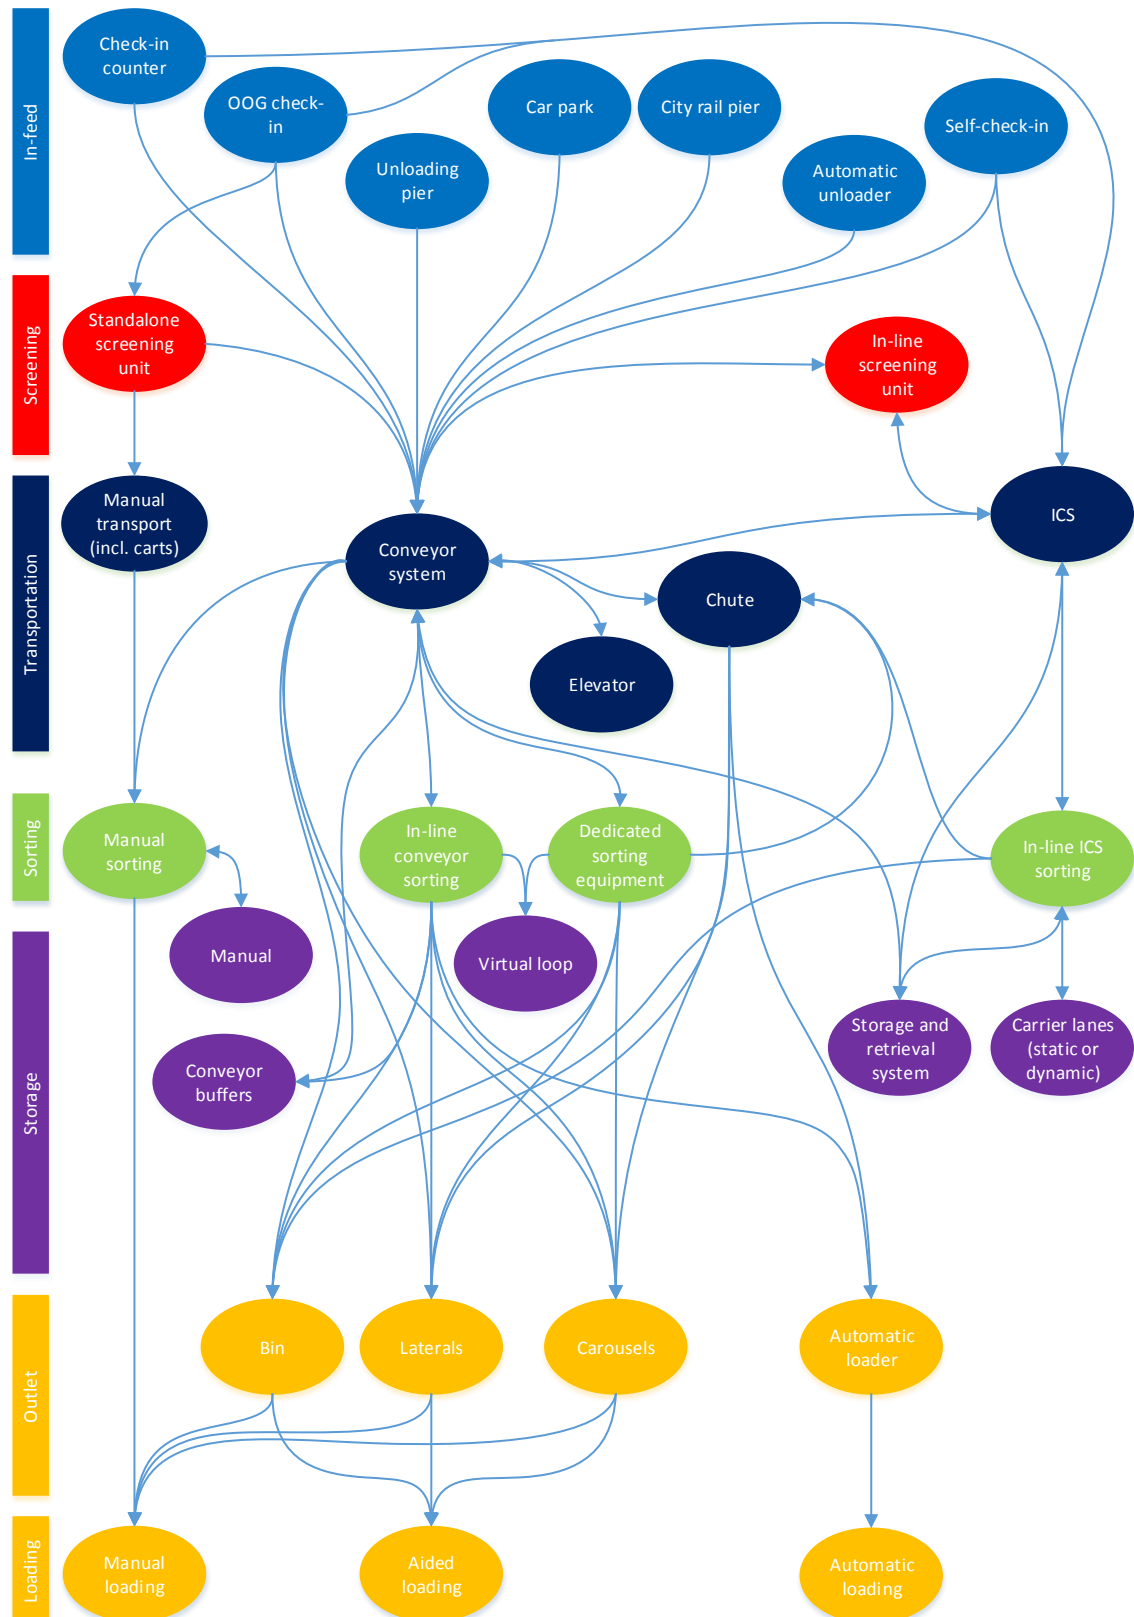 In-feed
Check-in
counter
OOG check-
in
Unloading
pier
Car park
City rail pier
Automatic
unloader
Self-check-in
Screening
Standalone
screening
unit
In-line
screening
unit
Transportation
Manual
transport
(incl. carts)
Conveyor
system
Chute
Elevator
ICS
Sorting
Manual
sorting
In-line
conveyor
sorting
Dedicated
sorting
equipment
In-line ICS
sorting
Storage
Manual
Virtual loop
Conveyor
buffers
Storage and
retrieval
system
Carrier lanes
(static or
dynamic)
Outlet
Bin
Laterals
Carousels
Automatic
loader
Loading
Manual
loading
Aided
loading
Automatic
loading